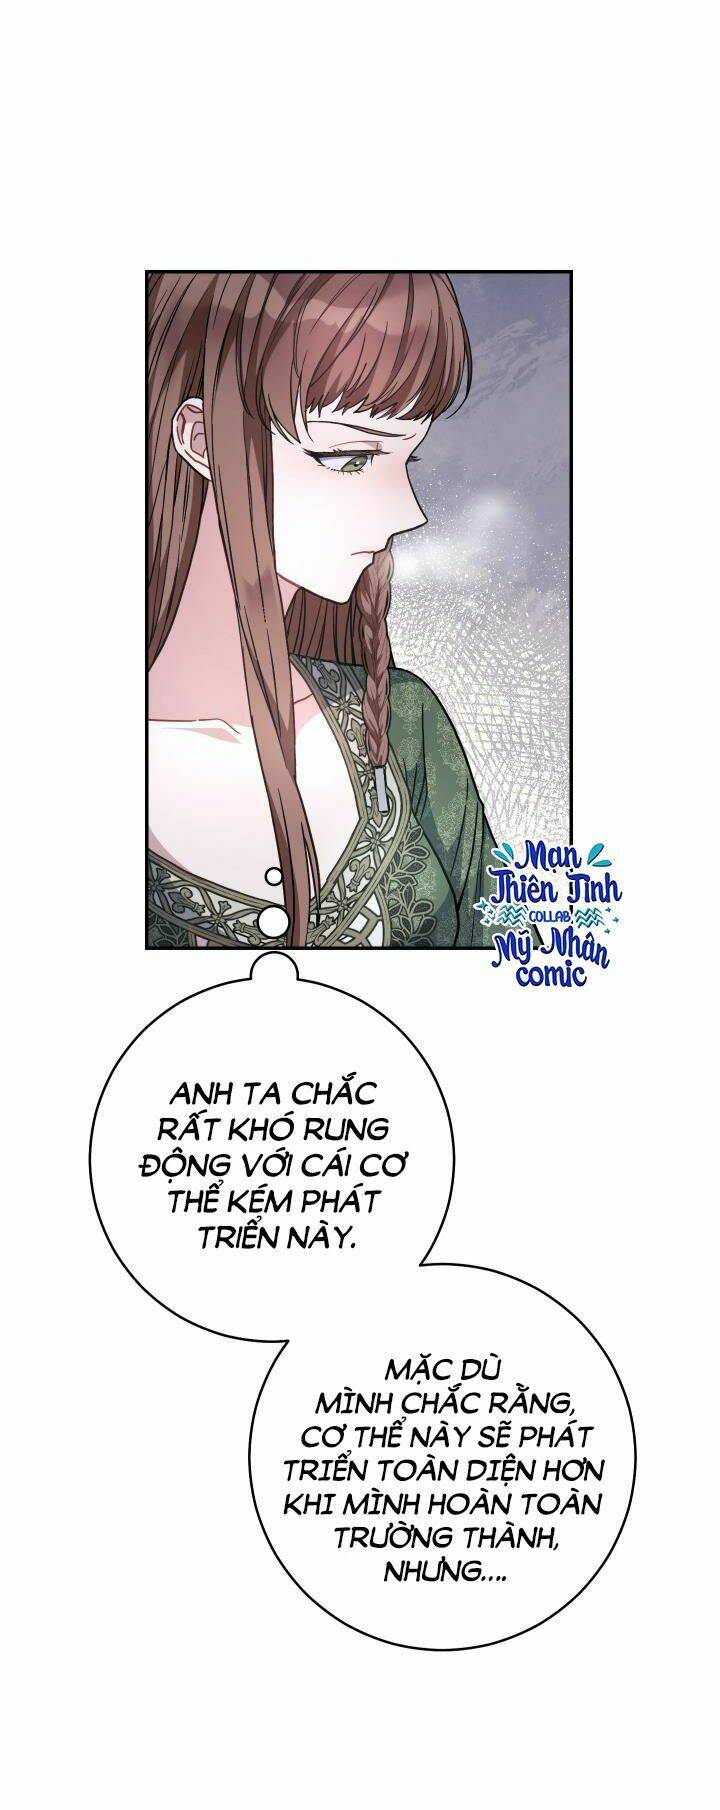 Mạn
Thiên Tình
COLLAB
Mỹ Nhân
comic
ANH TA CHẮC
RẤT KHÓ RUNG
ĐỘNG VỚI CÁI CƠ
THỂ KÉM PHÁT
TRIỂN NÀY.
MẶC DÙ
MÌNH CHẮC RẰNG,
CƠ THỂ NÀY SẼ PHÁT
TRIỂN TOÀN DIỆN HƠN
KHI MÌNH HOÀN TOÀN
TRƯỜNG THÀNH,
NHƯNG....